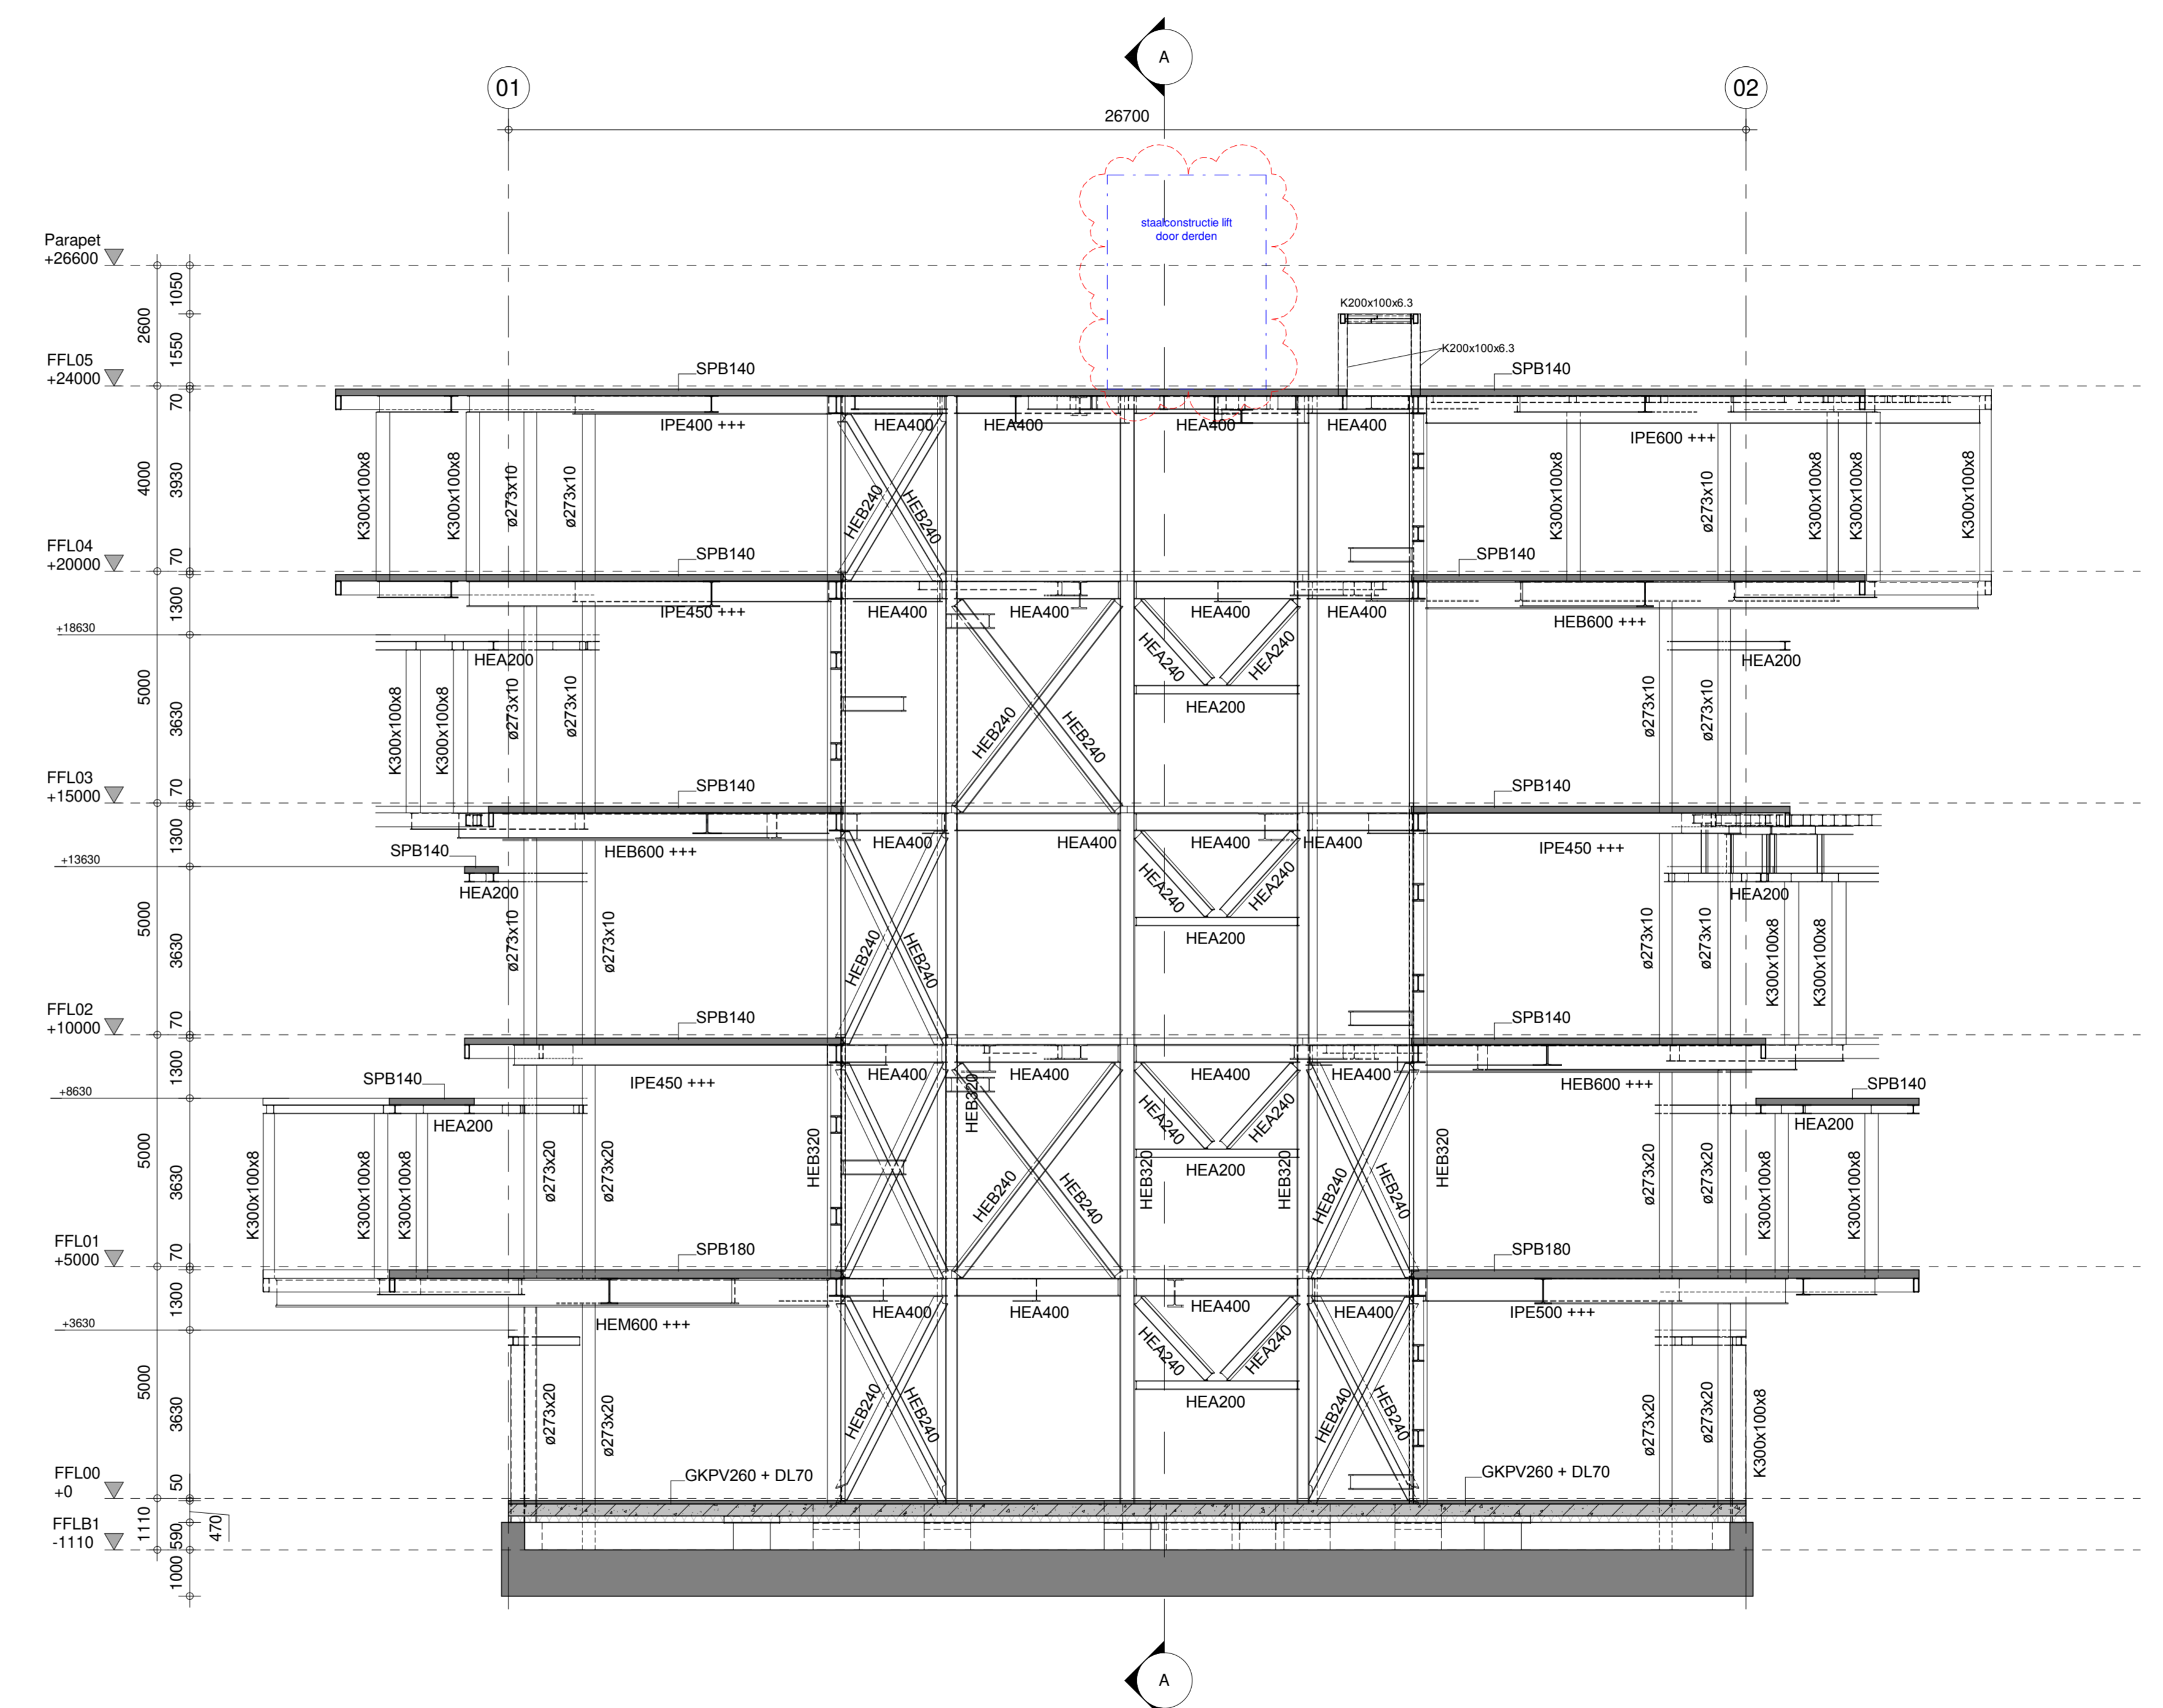 A
01
02
26700
staalconstructie lift
door derden
Parapet
+26600
1050
2600
1550
K200x100x6.3
K200x100x6.3
FFL05
+24000
SPB140
SPB140
70
IPE400 +++
HEA400
HEA400
HEA400
HEA400
IPE600 +++
4000
3930
K300x100x8
K300x100x8
ø273x10
ø273x10
HEB240
HEB240
K300x100x8
ø273x10
K300x100x8
K300x100x8
K300x100x8
FFL04
+20000
70
SPB140
SPB140
1300
IPE450 +++
HEA400
HEA400
HEA400
HEA400
HEB600 +++
+18630
HEA200
HEA240
HEA240
HEA200
5000
3630
K300x100x8
K300x100x8
ø273x10
ø273x10
HEB240
HEB240
HEA200
ø273x10
ø273x10
FFL03
+15000
70
SPB140
SPB140
1300
HEB600 +++
HEA400
HEA400
HEA400
HEA400
IPE450 +++
+13630
SPB140
HEA200
HEA240
HEA240
HEA200
5000
3630
ø273x10
ø273x10
HEB240
HEB240
HEA200
ø273x10
ø273x10
K300x100x8
K300x100x8
FFL02
+10000
70
SPB140
SPB140
1300
IPE450 +++
HEA400
HEA400
HEA400
HEA400
HEB600 +++
+8630
SPB140
SPB140
HEA200
HEB320
HEA240
HEA240
HEA200
5000
3630
K300x100x8
K300x100x8
K300x100x8
ø273x20
ø273x20
HEB320
HEB240
HEB240
HEA200
HEB320
HEB320
HEB240
HEB240
HEB320
ø273x20
ø273x20
K300x100x8
K300x100x8
FFL01
+5000
70
SPB180
SPB180
1300
HEM600 +++
HEA400
HEA400
HEA400
HEA400
IPE500 +++
+3630
HEA240
HEA240
5000
3630
ø273x20
ø273x20
HEB240
HEB240
HEA200
HEB240
HEB240
ø273x20
ø273x20
K300x100x8
FFL00
+0
50
GKPV260 + DL70
GKPV260 + DL70
FFLB1
-1110
1110
590
470
1000
A